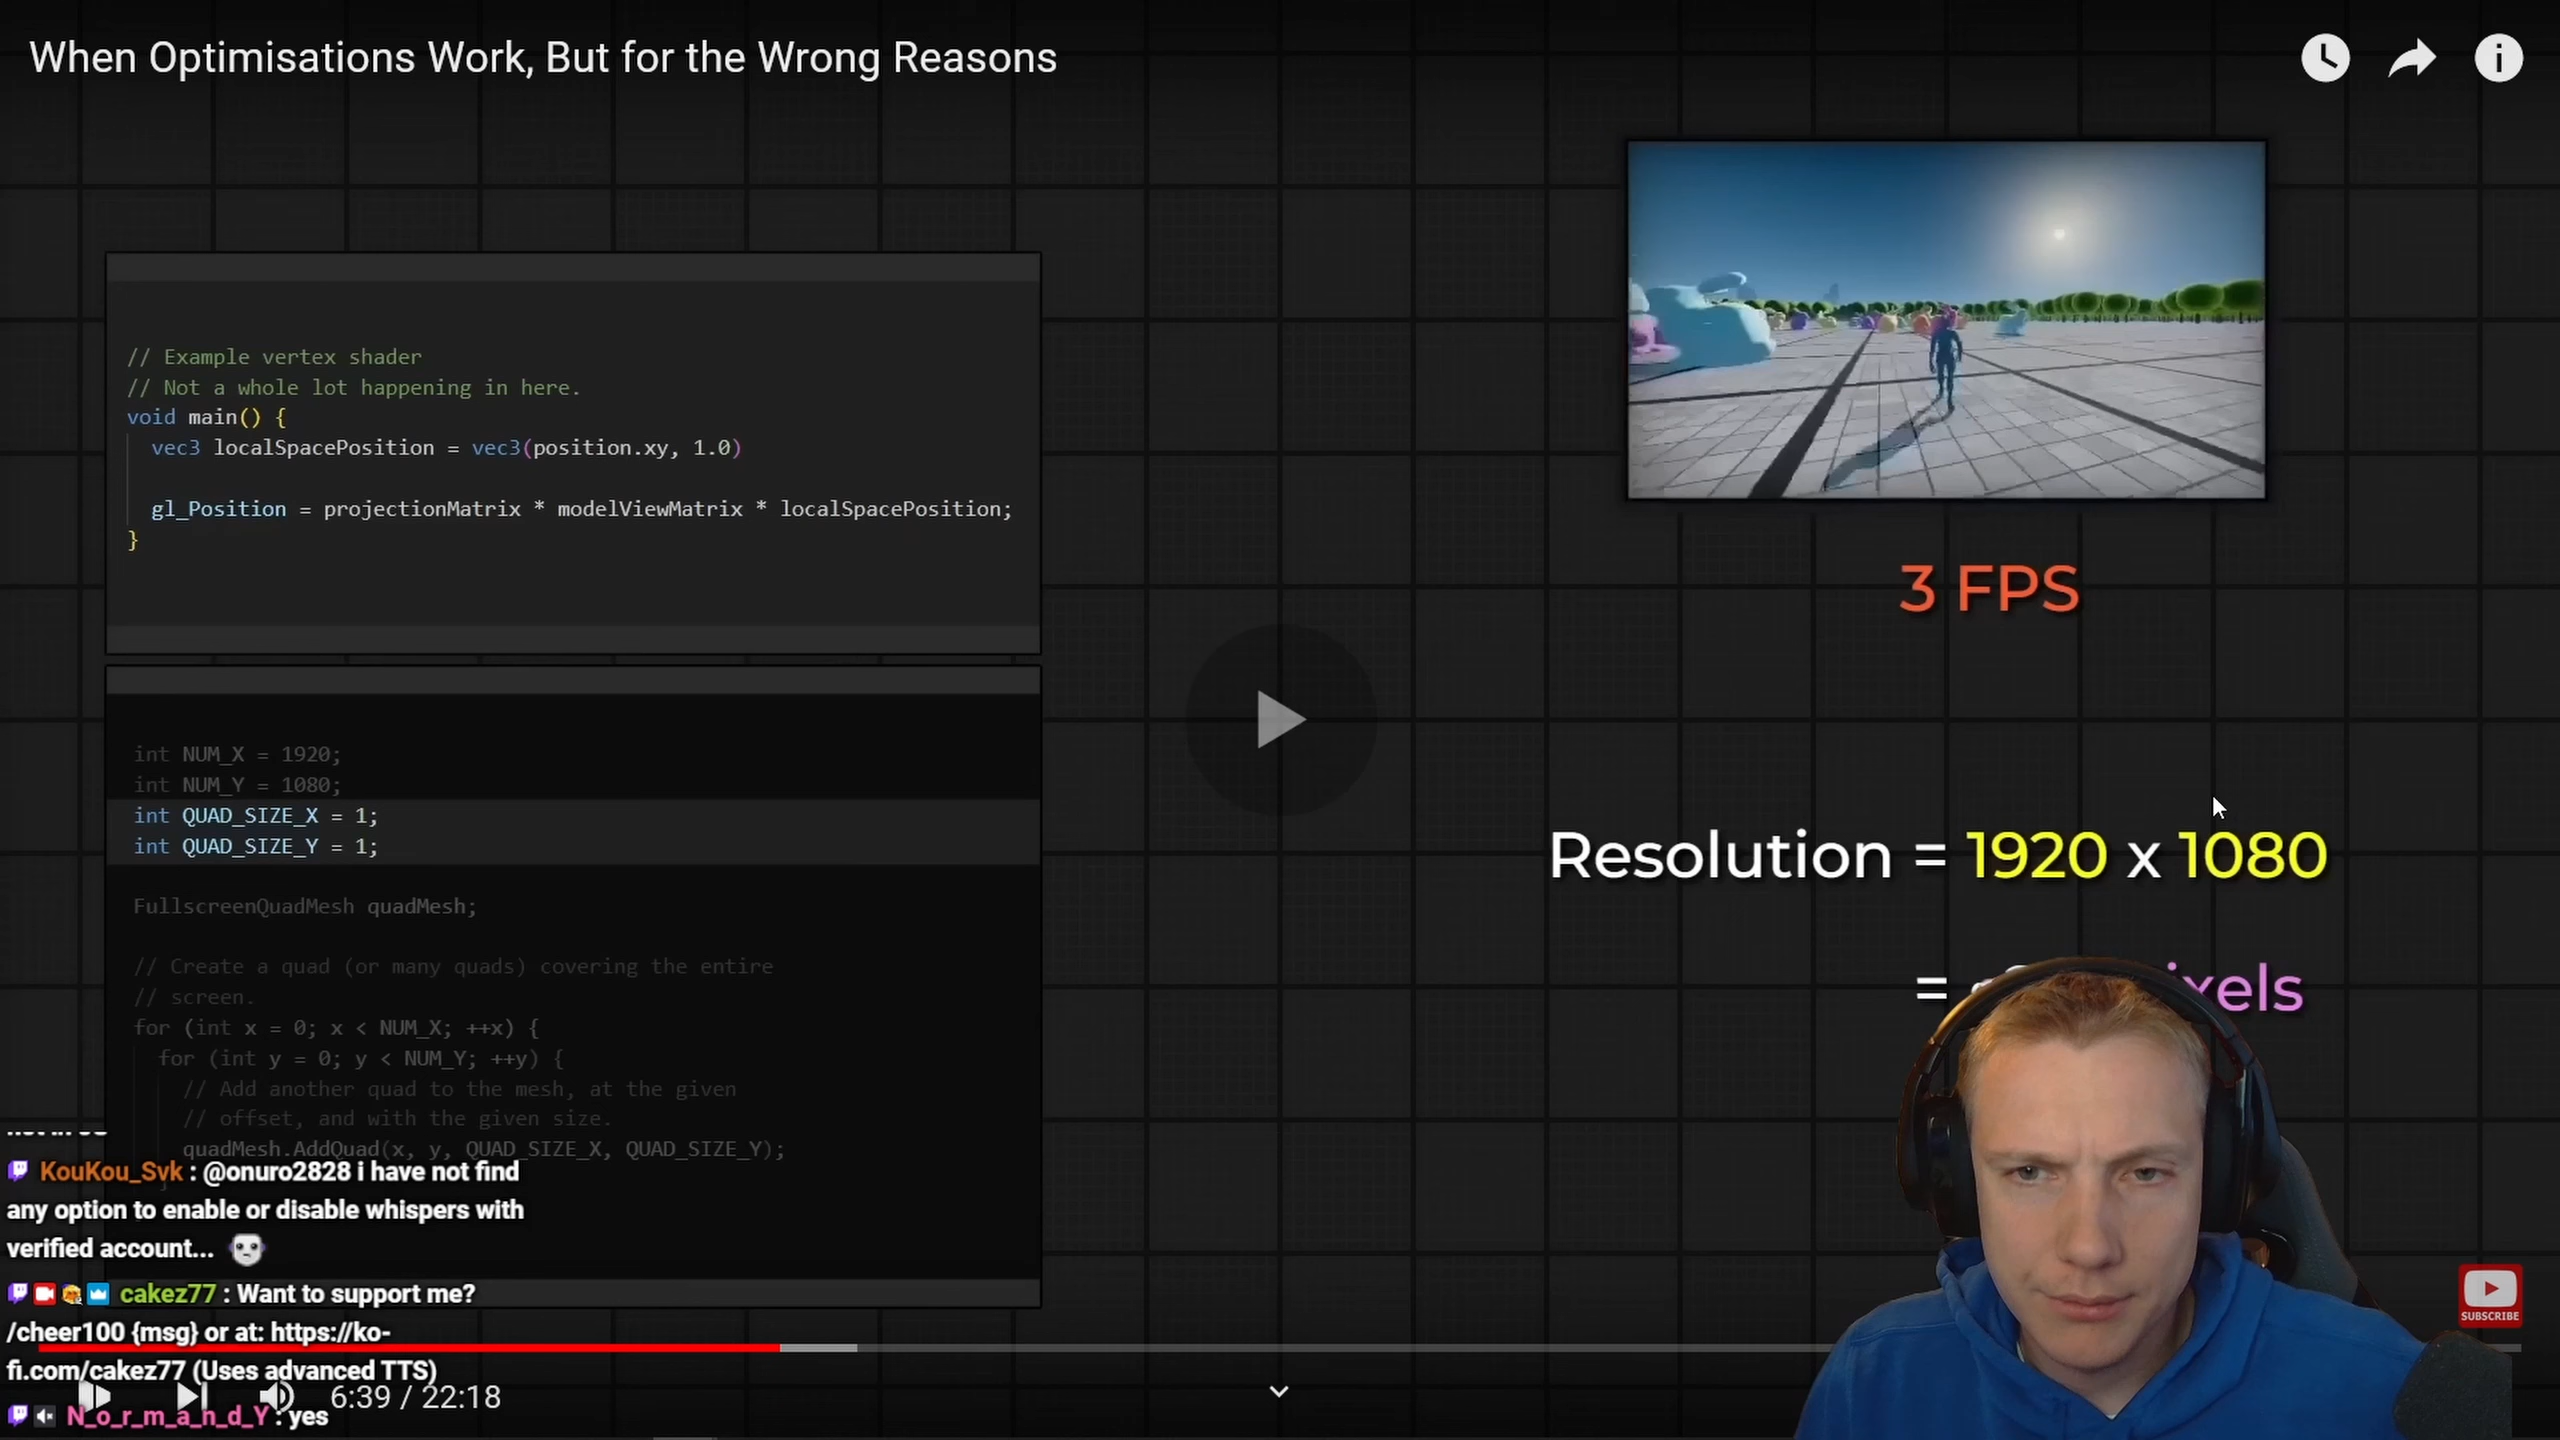 When Optimisations Work, But for the Wrong Reasons
// Example vertex shader
// Not a whole lot happening in here.
void main() {
vec3 localSpacePosition = vec3(position.xy, 1.0)
gl_Position = projectionMatrix * modelViewMatrix * localSpacePosition;
}
int NUM_X = 1920;
int NUM_Y = 1080;
int QUAD_SIZE_X = 1;
int QUAD_SIZE_Y = 1;
FullscreenQuadMesh quadMesh;
// Create a quad (or many quads) covering the entire
// screen.
for (int x = 0; x < NUM_X; ++x) {
for (int y = 0; y < NUM_Y; ++y) {
// Add another quad to the mesh, at the given
// offset, and with the given size.
quadMesh.AddQuad(x, y, QUAD_SIZE_X, QUAD_SIZE_Y);
3 FPS
Resolution = 1920 x 1080
=
KouKou_Svk : @onuro2828 i have not find
any option to enable or disable whispers with
verified account...
cakez77 : Want to support me?
/cheer100 {msg} or at: https://ko-
fi.com/cakez77 (Uses advanced TTS)
N_o_r_m_a_n_d_Y : yes
6:39 / 22:18
SUBSCRIBE